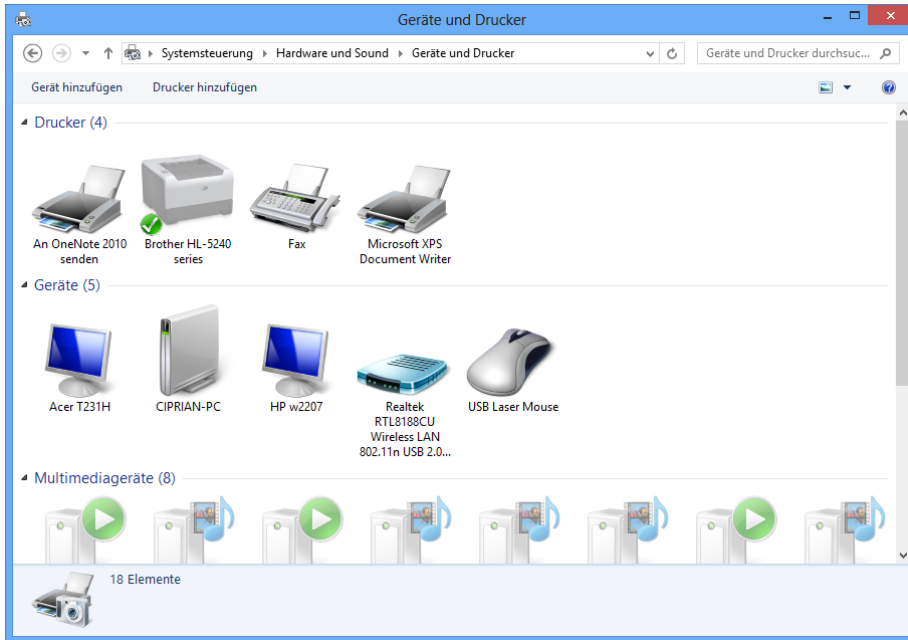 Geräte und Drucker
Systemsteuerung Hardware und Sound Geräte und Drucker
Geräte und Drucker durchsuc...
Gerät hinzufügen Drucker hinzufügen
Drucker (4)
An OneNote 2010
senden
Brother HL-5240
series
Fax
Microsoft XPS
Document Writer
Geräte (5)
Acer T231H
CIPRIAN-PC
HP w2207
Realtek
RTL8188CU
Wireless LAN
802.11n USB 2.0...
USB Laser Mouse
Multimediageräte (8)
18 Elemente